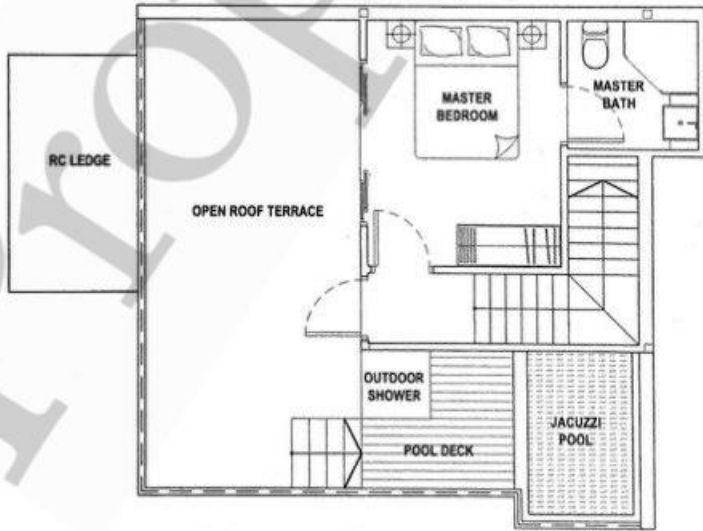 MASTER
BEDROOM
MASTER
BATH
RC LEDGE
OPEN ROOF TERRACE
OUTDOOR
SHOWER
POOL DECK
JACUZZI
POOL